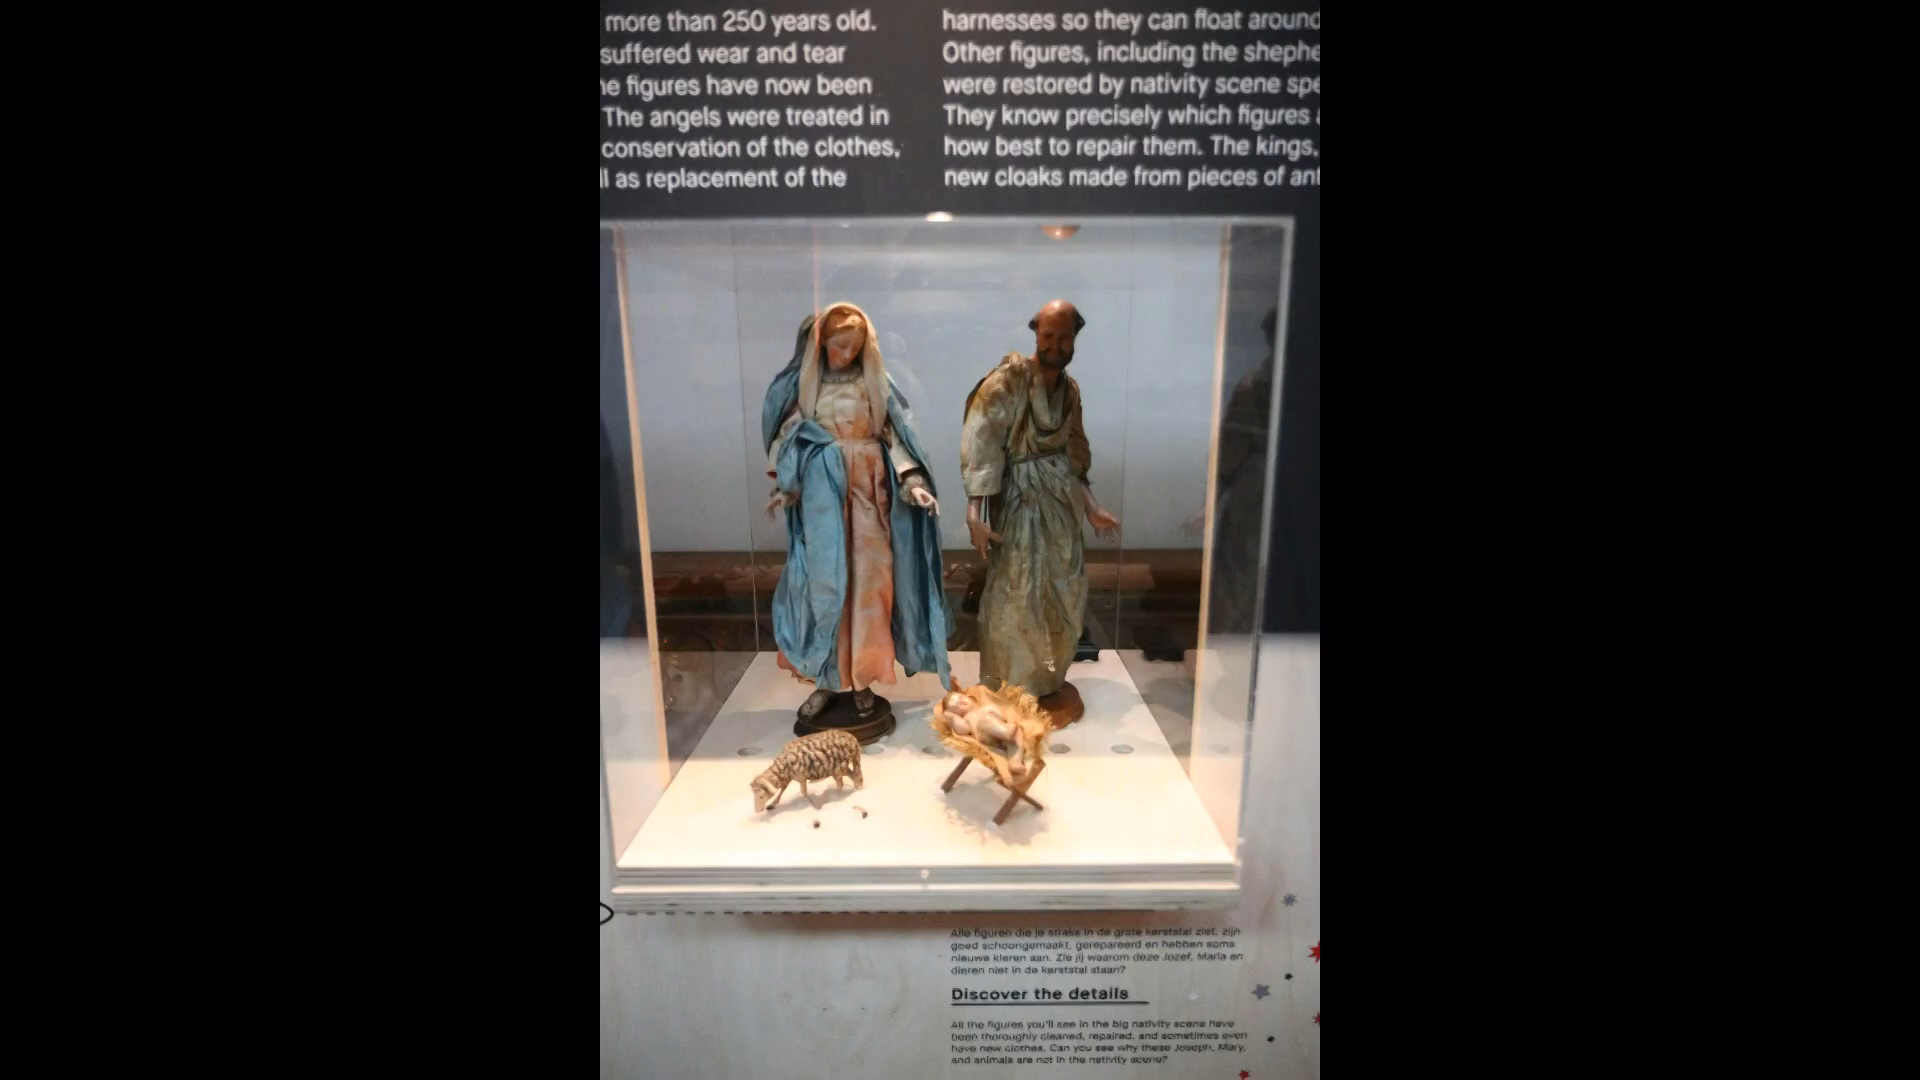 more than 250 years old.
suffered wear and tear
e figures have now been
The angels were treated in
conservation of the clothes,
ll as replacement of the
harnesses so they can float around
Other figures, including the shephe
were restored by nativity scene spe
They know precisely which figures
how best to repair them. The kings,
new cloaks made from pieces of ant
Alle figuren die je straks in de grote kerststal ziet, zijn
goed schoongemaakt, gerepareerd en hebben soms
nieuwe kleren aan. Zie jij waarom deze Jozef, Maria en
dieren niet in de kerststal staan?
Discover the details
All the figures you'll see in the big nativity scene have
been thoroughly cleaned, repaired, and sometimes even
have new clothes. Can you see why these Joseph, Mary,
and animals are not in the nativity scene?